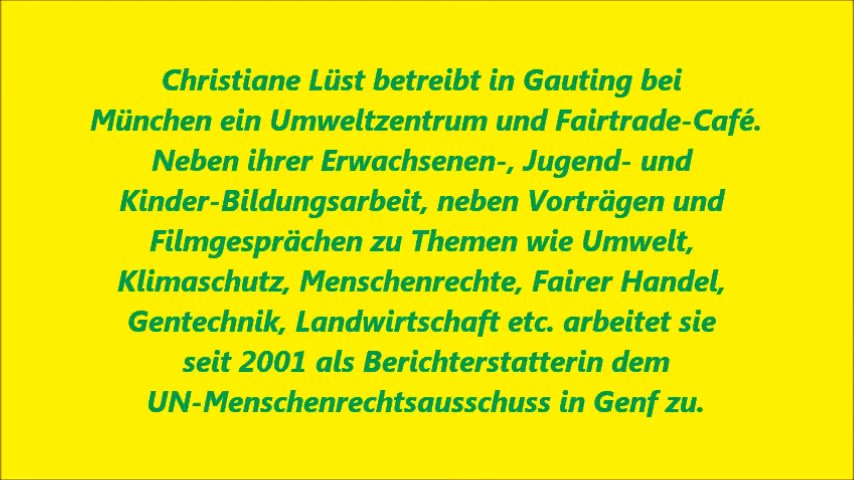 Christiane Lüst betreibt in Gauting bei
München ein Umweltzentrum und Fairtrade-Café.
Neben ihrer Erwachsenen-, Jugend- und
Kinder-Bildungsarbeit, neben Vorträgen und
Filmgesprächen zu Themen wie Umwelt,
Klimaschutz, Menschenrechte, Fairer Handel,
Gentechnik, Landwirtschaft etc. arbeitet sie
seit 2001 als Berichterstatterin dem
UN-Menschenrechtsausschuss in Genf zu.